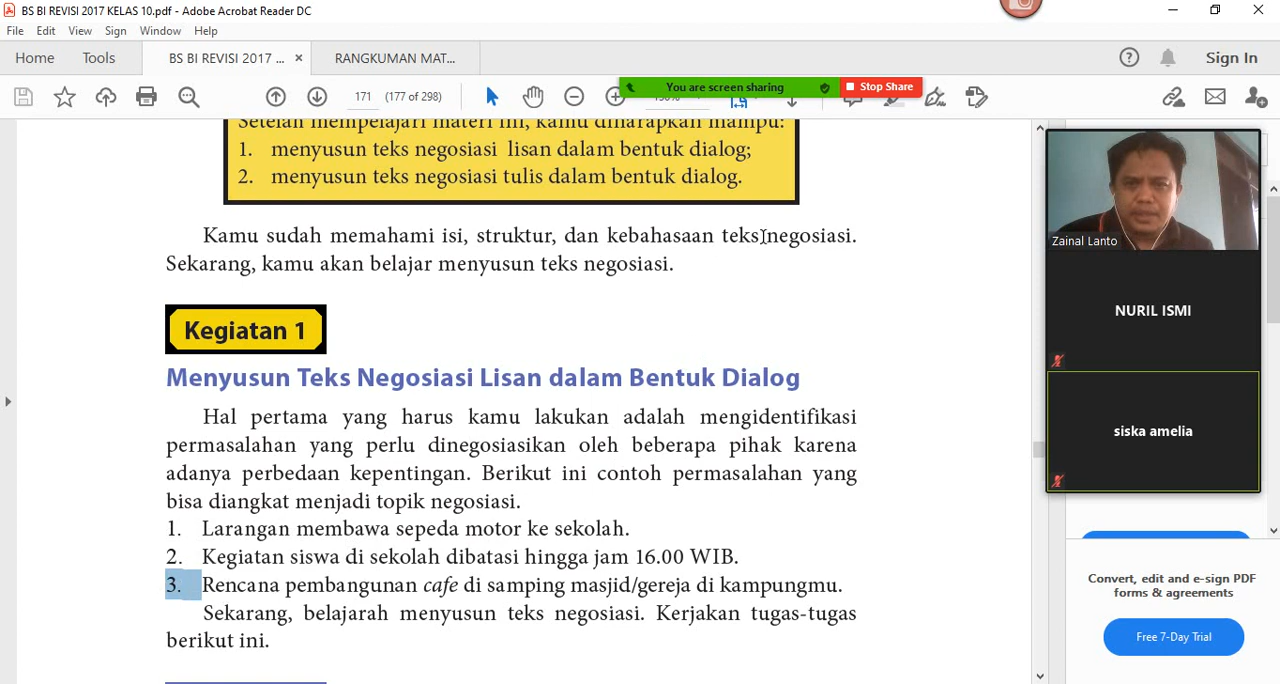 BS BI REVISI 2017 KELAS 10.pdf - Adobe Acrobat Reader DC
File Edit View Sign Window Help
Home Tools BS BI REVISI 2017 ... × RANGKUMAN MAT... Sign In
171 (177 of 298)
You are screen sharing Stop Share
Setelah mempelajari materi ini, kamu diharapkan mampu:
1. menyusun teks negosiasi lisan dalam bentuk dialog;
2. menyusun teks negosiasi tulis dalam bentuk dialog.
Kamu sudah memahami isi, struktur, dan kebahasaan teks negosiasi.
Sekarang, kamu akan belajar menyusun teks negosiasi.
Kegiatan 1
Menyusun Teks Negosiasi Lisan dalam Bentuk Dialog
Hal pertama yang harus kamu lakukan adalah mengidentifikasi
permasalahan yang perlu dinegosiasikan oleh beberapa pihak karena
adanya perbedaan kepentingan. Berikut ini contoh permasalahan yang
bisa diangkat menjadi topik negosiasi.
1. Larangan membawa sepeda motor ke sekolah.
2. Kegiatan siswa di sekolah dibatasi hingga jam 16.00 WIB.
3. Rencana pembangunan cafe di samping masjid/gereja di kampungmu.
Sekarang, belajarah menyusun teks negosiasi. Kerjakan tugas-tugas
berikut ini.
Zainal Lanto
NURIL ISMI
siska amelia
Convert, edit and e-sign PDF
forms & agreements
Free 7-Day Trial